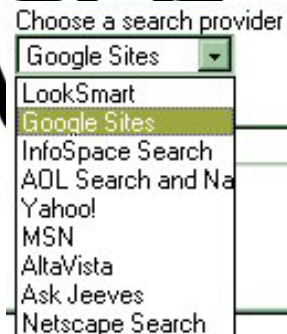 Choose a search provider
Google Sites
LookSmart
Google Sites
InfoSpace Search
AOL Search and Na
Yahoo!
MSN
AltaVista
Ask Jeeves
Netscape Search